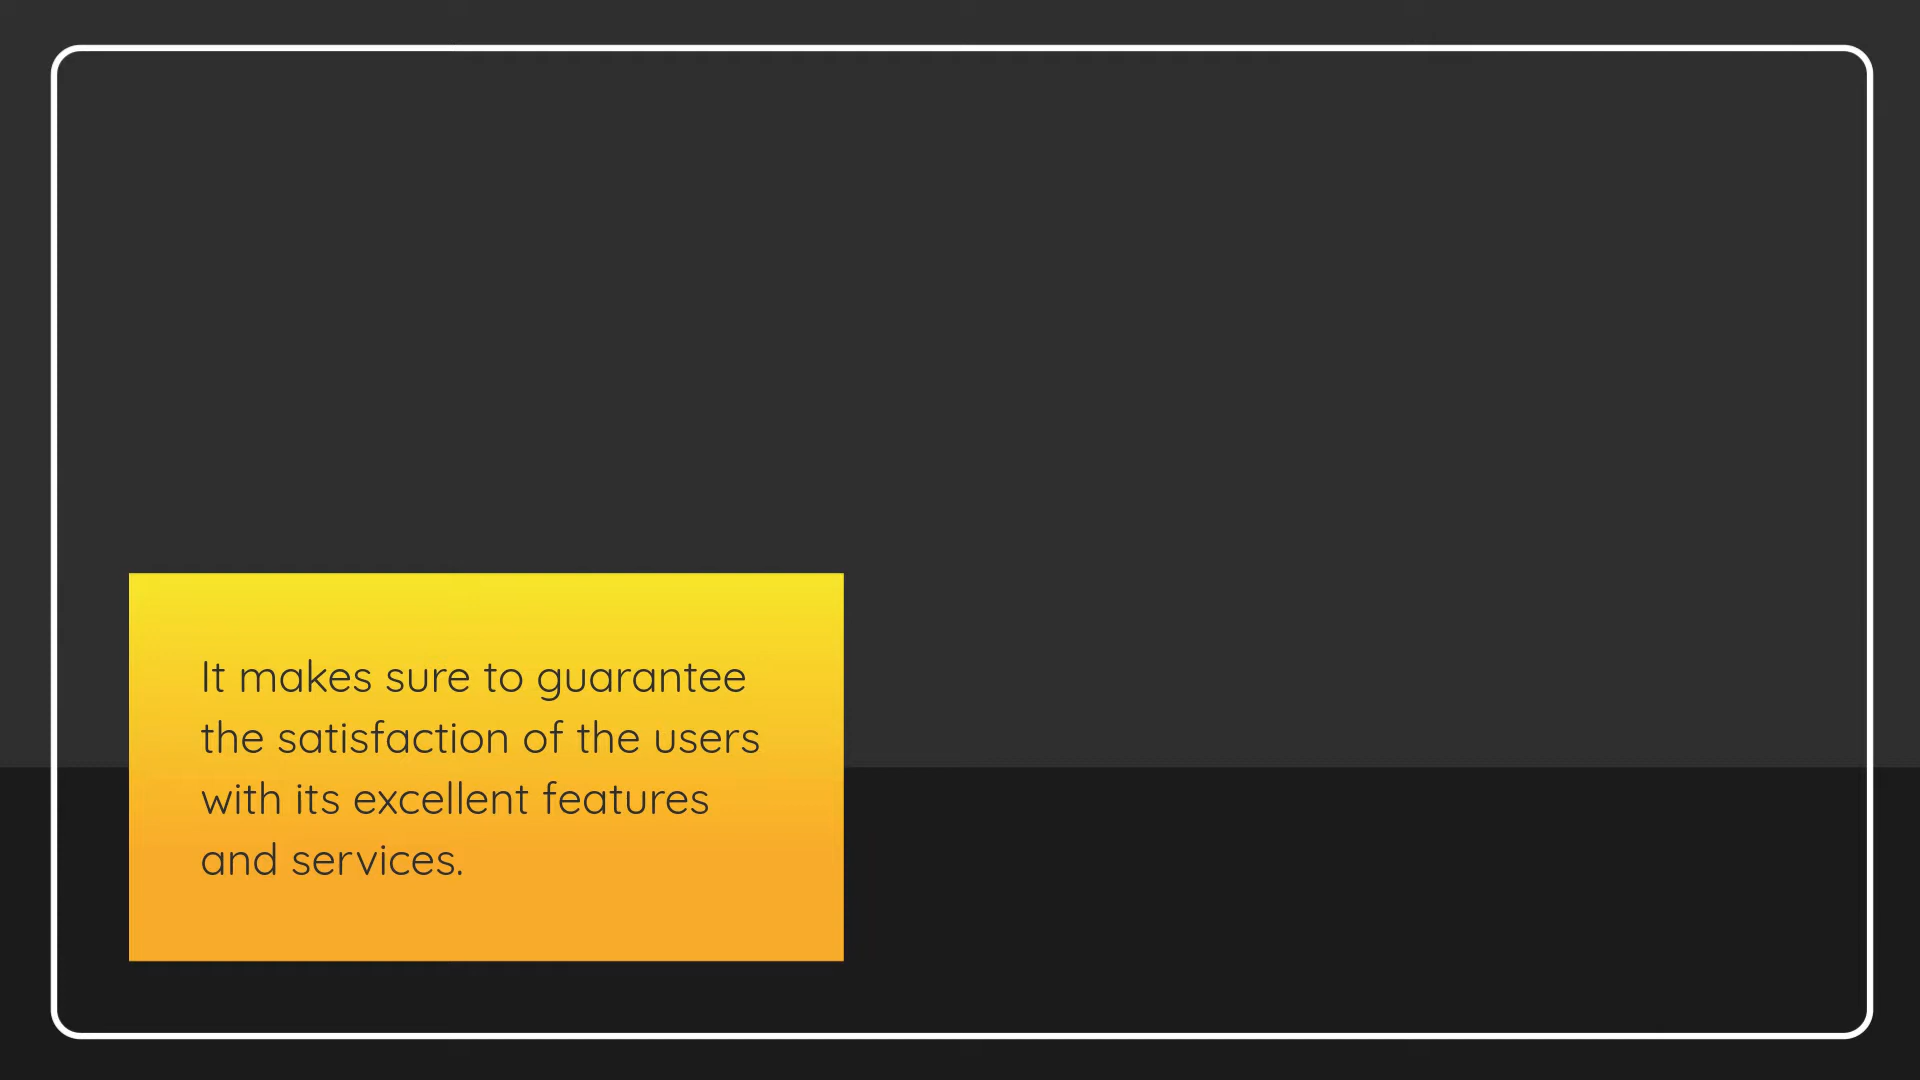 It makes sure to guarantee
the satisfaction of the users
with its excellent features
and services.